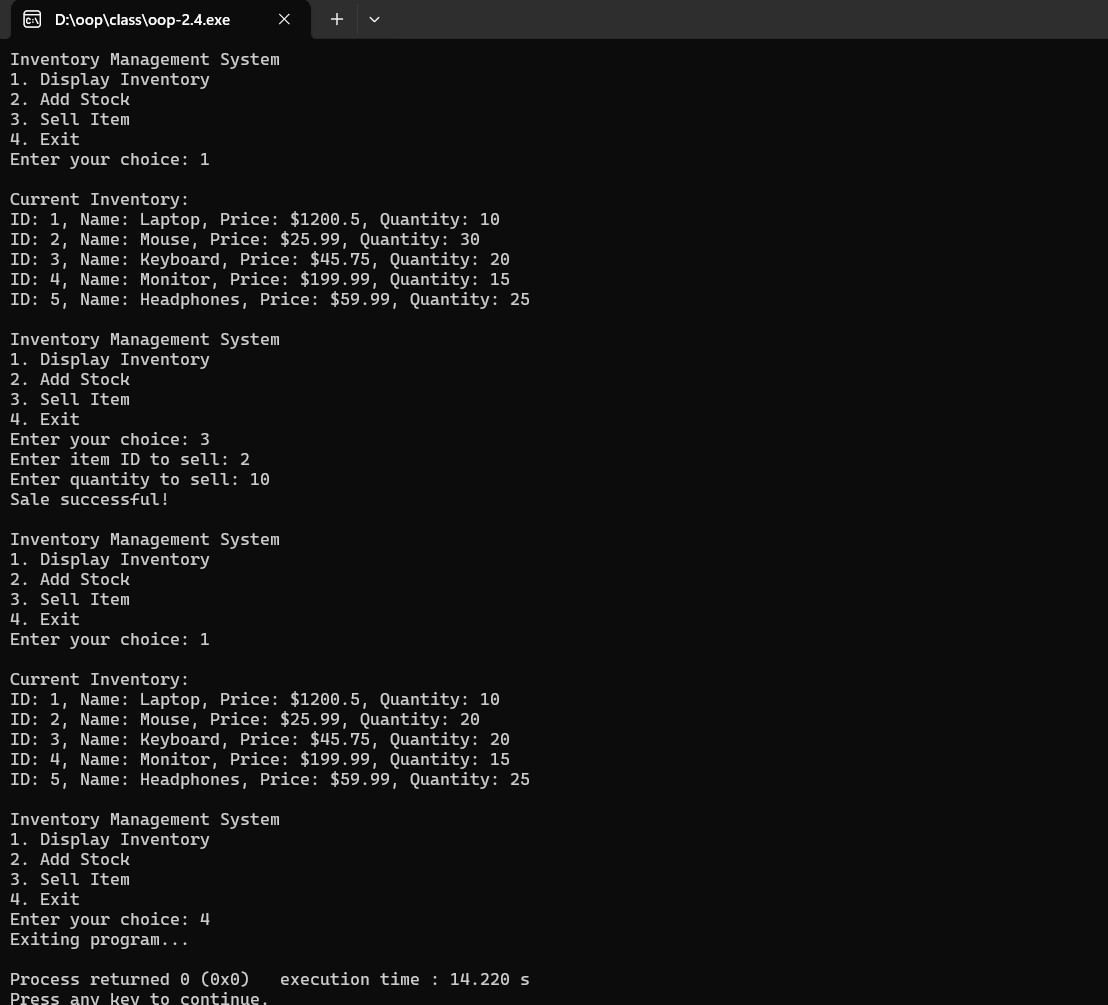 D:\oop\class\oop-2.4.exe
Inventory Management System
1. Display Inventory
2. Add Stock
3. Sell Item
4. Exit
Enter your choice: 1
Current Inventory:
ID: 1, Name: Laptop, Price: $1200.5, Quantity: 10
ID: 2, Name: Mouse, Price: $25.99, Quantity: 30
ID: 3, Name: Keyboard, Price: $45.75, Quantity: 20
ID: 4, Name: Monitor, Price: $199.99, Quantity: 15
ID: 5, Name: Headphones, Price: $59.99, Quantity: 25
Inventory Management System
1. Display Inventory
2. Add Stock
3. Sell Item
4. Exit
Enter your choice: 3
Enter item ID to sell: 2
Enter quantity to sell: 10
Sale successful!
Inventory Management System
1. Display Inventory
2. Add Stock
3. Sell Item
4. Exit
Enter your choice: 1
Current Inventory:
ID: 1, Name: Laptop, Price: $1200.5, Quantity: 10
ID: 2, Name: Mouse, Price: $25.99, Quantity: 20
ID: 3, Name: Keyboard, Price: $45.75, Quantity: 20
ID: 4, Name: Monitor, Price: $199.99, Quantity: 15
ID: 5, Name: Headphones, Price: $59.99, Quantity: 25
Inventory Management System
1. Display Inventory
2. Add Stock
3. Sell Item
4. Exit
Enter your choice: 4
Exiting program...
Process returned 0 (0x0)   execution time : 14.220 s
Press any key to continue.